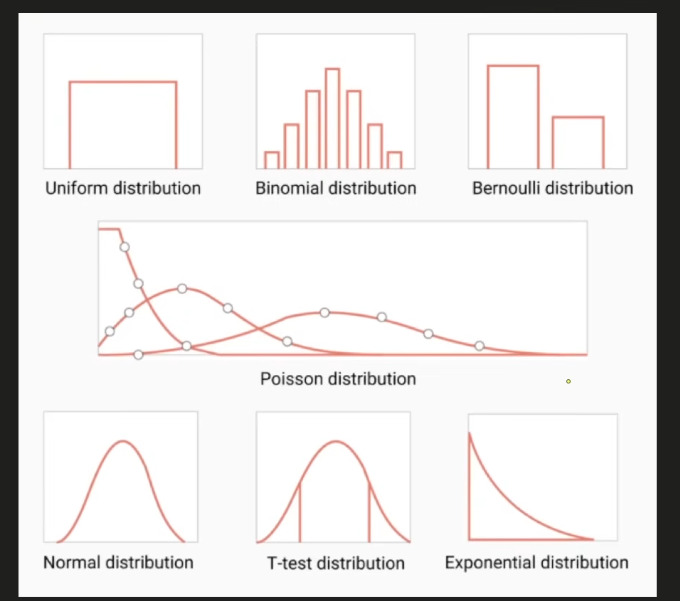 Uniform distribution
Binomial distribution
Bernoulli distribution
Poisson distribution
Normal distribution
T-test distribution
Exponential distribution